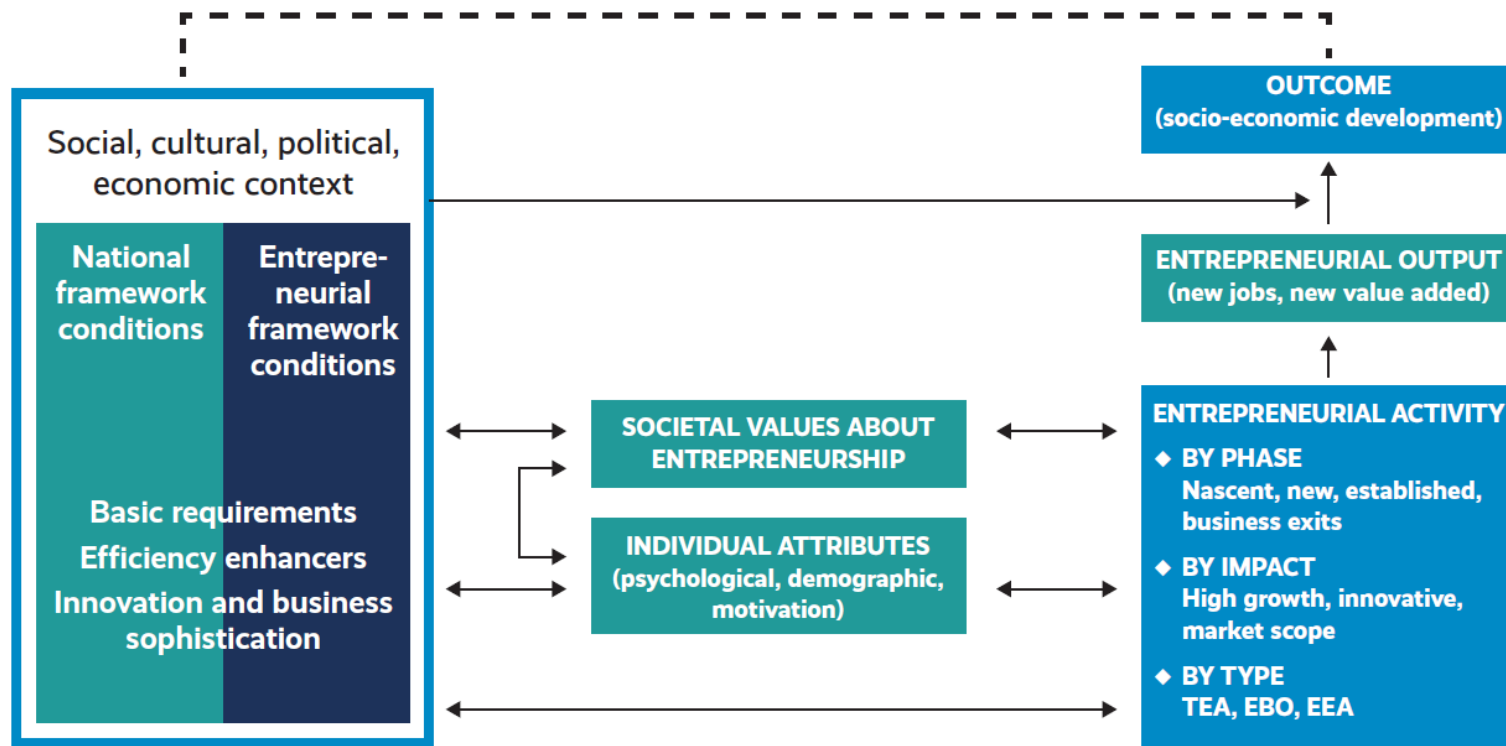 Social, cultural, political,
economic context
National
framework
conditions
Entrepre-
neurial
framework
conditions
Basic requirements
Efficiency enhancers
Innovation and business
sophistication
SOCIETAL VALUES ABOUT
ENTREPRENEURSHIP
INDIVIDUAL ATTRIBUTES
(psychological, demographic,
motivation)
OUTCOME
(socio-economic development)
ENTREPRENEURIAL OUTPUT
(new jobs, new value added)
ENTREPRENEURIAL ACTIVITY
◆ BY PHASE
Nascent, new, established,
business exits
◆ BY IMPACT
High growth, innovative,
market scope
◆ BY TYPE
TEA, EBO, EEA